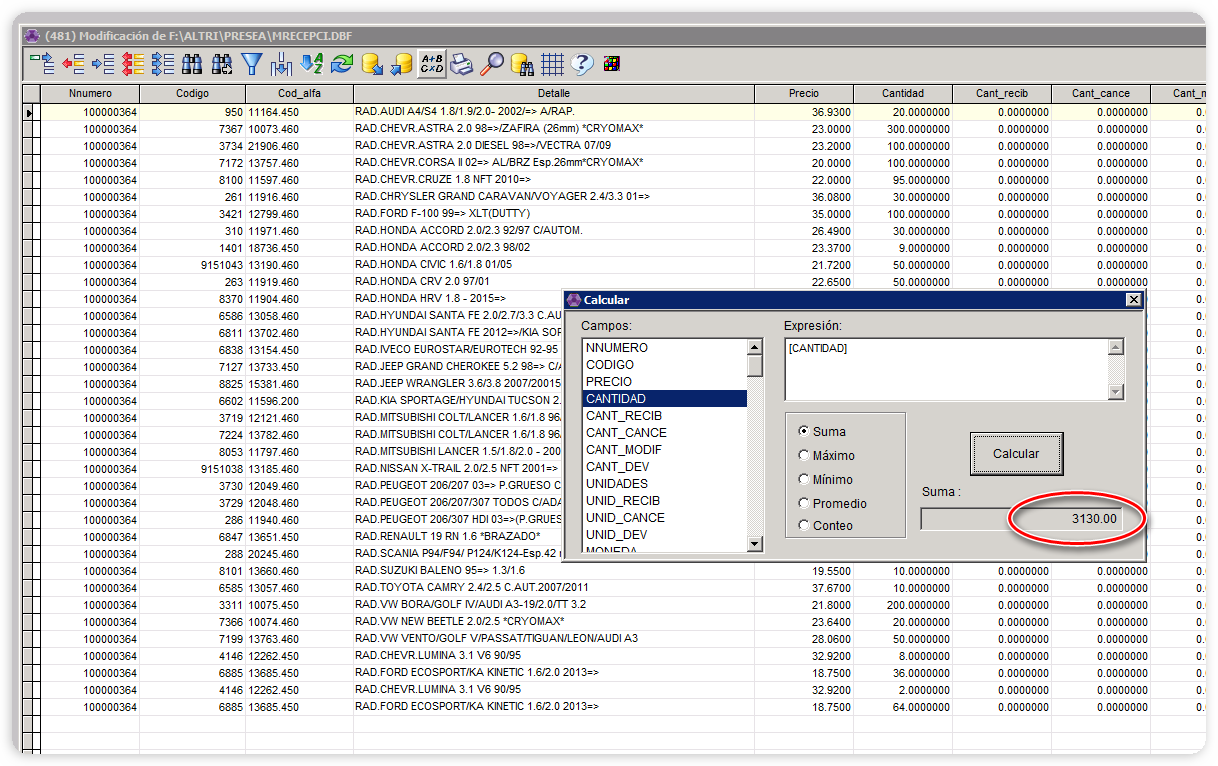 (481) Modificación de F:\ALTRI\PRESEA\MRECEPCI.DBF
A+B
C×D
Nnumero Codigo Cod_alfa Detalle Precio Cantidad Cant_recib Cant_cance
100000364 950 11164.450 RAD.AUDI A4/S4 1.8/1.9/2.0- 2002/=> A/RAP. 36.9300 20.0000000 0.0000000 0.0000000
100000364 7367 10073.460 RAD.CHEVR.ASTRA 2.0 98=>/ZAFIRA (26mm) *CRYOMAX* 23.0000 300.0000000 0.0000000 0.0000000
100000364 3734 21906.460 RAD.CHEVR.ASTRA 2.0 DIESEL 98=>/VECTRA 07/09 23.2000 100.0000000 0.0000000 0.0000000
100000364 7172 13757.460 RAD.CHEVR.CORSA II 02=> AL/BRZ Esp.26mm*CRYOMAX* 20.0000 100.0000000 0.0000000 0.0000000
100000364 8100 11597.460 RAD.CHEVR.CRUZE 1.8 NFT 2010=> 22.0000 95.0000000 0.0000000 0.0000000
100000364 261 11916.460 RAD.CHRYSLER GRAND CARAVAN/VOYAGER 2.4/3.3 01=> 36.0800 30.0000000 0.0000000 0.0000000
100000364 3421 12799.460 RAD.FORD F-100 99=> XLT(DUTTY) 35.0000 100.0000000 0.0000000 0.0000000
100000364 310 11971.460 RAD.HONDA ACCORD 2.0/2.3 92/97 C/AUTOM. 26.4900 30.0000000 0.0000000 0.0000000
100000364 1401 18736.450 RAD.HONDA ACCORD 2.0/2.3 98/02 23.3700 9.0000000 0.0000000 0.0000000
100000364 9151043 13190.460 RAD.HONDA CIVIC 1.6/1.8 01/05 21.7200 50.0000000 0.0000000 0.0000000
100000364 263 11919.460 RAD.HONDA CRV 2.0 97/01 22.6500 50.0000000 0.0000000 0.0000000
100000364 8370 11904.460 RAD.HONDA HRV 1.8 - 2015=>
100000364 6586 13058.460 RAD.HYUNDAI SANTA FE 2.0/2.7/3.3 C.AU
100000364 6811 13702.460 RAD.HYUNDAI SANTA FE 2012=>/KIA SOR
100000364 6838 13154.450 RAD.IVECO EUROSTAR/EUROTECH 92-95
100000364 7127 13733.450 RAD.JEEP GRAND CHEROKEE 5.2 98=> C/
100000364 8825 15381.460 RAD.JEEP WRANGLER 3.6/3.8 2007/20015
100000364 6602 11596.200 RAD.KIA SPORTAGE/HYUNDAI TUCSON 2.
100000364 3719 12121.460 RAD.MITSUBISHI COLT/LANCER 1.6/1.8 96/
100000364 7224 13782.460 RAD.MITSUBISHI COLT/LANCER 1.6/1.8 96/
100000364 8053 11797.460 RAD.MITSUBISHI LANCER 1.5/1.8/2.0 - 200
100000364 9151038 13185.460 RAD.NISSAN X-TRAIL 2.0/2.5 NFT 2001=>
100000364 3730 12049.460 RAD.PEUGEOT 206/207 03=> P.GRUESO C
100000364 3729 12048.460 RAD.PEUGEOT 206/207/307 TODOS C/ADA
100000364 286 11940.460 RAD.PEUGEOT 206/307 HDI 03=>(P.GRUES
100000364 6847 13651.450 RAD.RENAULT 19 RN 1.6 *BRAZADO*
100000364 288 20245.460 RAD.SCANIA P94/F94/ P124/K124-Esp.42
100000364 8101 13660.460 RAD.SUZUKI BALENO 95=> 1.3/1.6 19.5500 10.0000000 0.0000000 0.0000000
100000364 6585 13057.460 RAD.TOYOTA CAMRY 2.4/2.5 C.AUT.2007/2011 37.6700 10.0000000 0.0000000 0.0000000
100000364 3311 10075.450 RAD.VW BORA/GOLF IV/AUDI A3-19/2.0/TT 3.2 21.8000 200.0000000 0.0000000 0.0000000
100000364 7366 10074.460 RAD.VW NEW BEETLE 2.0/2.5 *CRYOMAX* 23.6400 20.0000000 0.0000000 0.0000000
100000364 7199 13763.460 RAD.VW VENTO/GOLF V/PASSAT/TIGUAN/LEON/AUDI A3 28.0600 50.0000000 0.0000000 0.0000000
100000364 4146 12262.450 RAD.CHEVR.LUMINA 3.1 V6 90/95 32.9200 8.0000000 0.0000000 0.0000000
100000364 6885 13685.450 RAD.FORD ECOSPORT/KA KINETIC 1.6/2.0 2013=> 18.7500 36.0000000 0.0000000 0.0000000
100000364 4146 12262.450 RAD.CHEVR.LUMINA 3.1 V6 90/95 32.9200 2.0000000 0.0000000 0.0000000
100000364 6885 13685.450 RAD.FORD ECOSPORT/KA KINETIC 1.6/2.0 2013=> 18.7500 64.0000000 0.0000000 0.0000000
Calcular
Campos:
NNUMERO
CODIGO
PRECIO
CANTIDAD
CANT_RECIB
CANT_CANCE
CANT_MODIF
CANT_DEV
UNIDADES
UNID_RECIB
UNID_CANCE
UNID_DEV
MONEDA
Expresión:
[CANTIDAD]
Suma
Máximo
Mínimo
Promedio
Conteo
Calcular
Suma :
3130.00